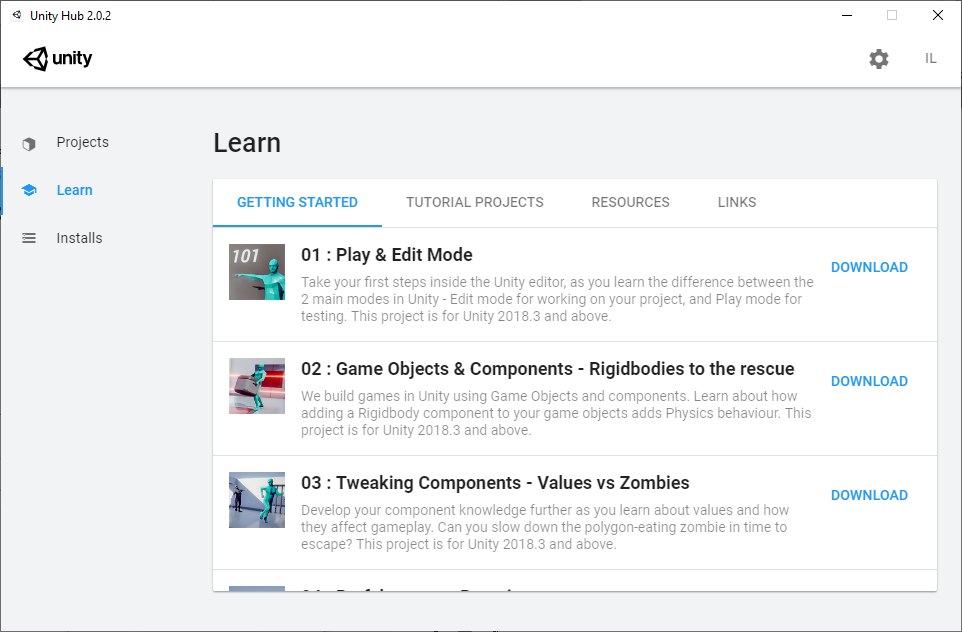 Unity Hub 2.0.2
unity
IL
Projects
Learn
Installs
Learn
GETTING STARTED
TUTORIAL PROJECTS
RESOURCES
LINKS
101
01 : Play & Edit Mode
Take your first steps inside the Unity editor, as you learn the difference between the
2 main modes in Unity - Edit mode for working on your project, and Play mode for
testing. This project is for Unity 2018.3 and above.
DOWNLOAD
02 : Game Objects & Components - Rigidbodies to the rescue
We build games in Unity using Game Objects and components. Learn about how
adding a Rigidbody component to your game objects adds Physics behaviour. This
project is for Unity 2018.3 and above.
DOWNLOAD
03 : Tweaking Components - Values vs Zombies
Develop your component knowledge further as you learn about values and how
they affect gameplay. Can you slow down the polygon-eating zombie in time to
escape? This project is for Unity 2018.3 and above.
DOWNLOAD